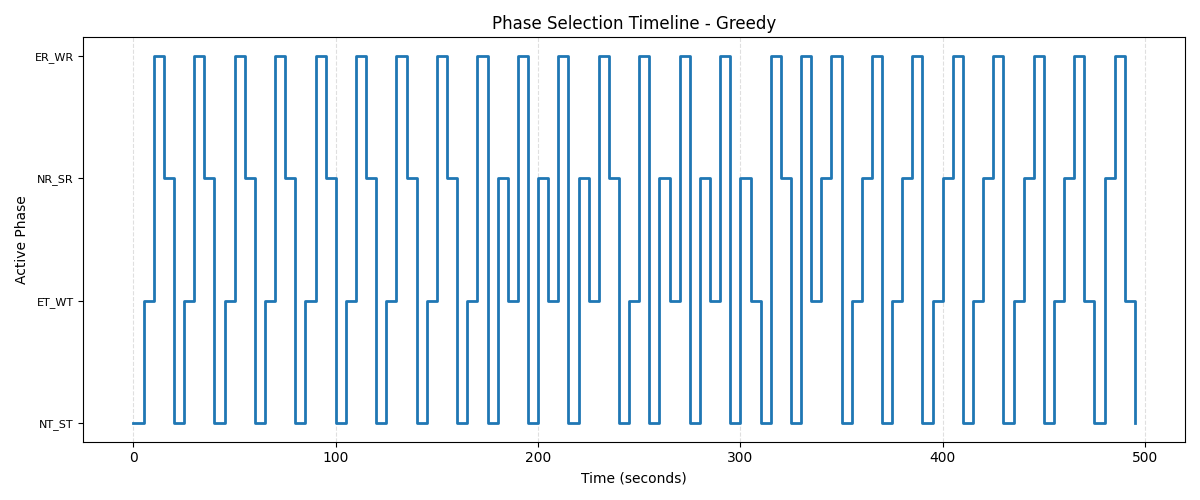 Phase Selection Timeline - Greedy
ER_WR
NR_SR
ET_WT
NT_ST
Active Phase
0 100 200 300 400 500
Time (seconds)